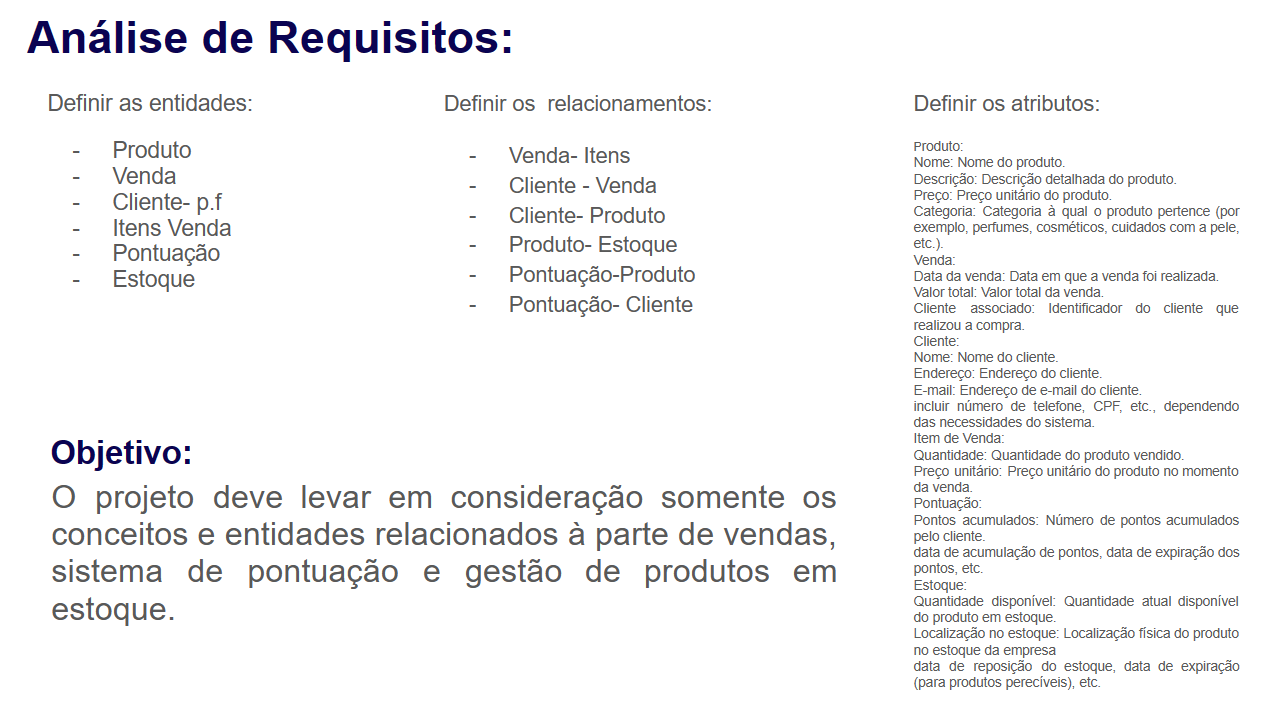 Análise de Requisitos:
Definir as entidades:
- Produto
- Venda
- Cliente- p.f
- Itens Venda
- Pontuação
- Estoque
Definir os relacionamentos:
- Venda- Itens
- Cliente - Venda
- Cliente- Produto
- Produto- Estoque
- Pontuação-Produto
- Pontuação- Cliente
Objetivo:
O projeto deve levar em consideração somente os
conceitos e entidades relacionados à parte de vendas,
sistema de pontuação e gestão de produtos em
estoque.
Definir os atributos:
Produto:
Nome: Nome do produto.
Descrição: Descrição detalhada do produto.
Preço: Preço unitário do produto.
Categoria: Categoria à qual o produto pertence (por
exemplo, perfumes, cosméticos, cuidados com a pele,
etc.).
Venda:
Data da venda: Data em que a venda foi realizada.
Valor total: Valor total da venda.
Cliente associado: Identificador do cliente que
realizou a compra.
Cliente:
Nome: Nome do cliente.
Endereço: Endereço do cliente.
E-mail: Endereço de e-mail do cliente.
incluir número de telefone, CPF, etc., dependendo
das necessidades do sistema.
Item de Venda:
Quantidade: Quantidade do produto vendido.
Preço unitário: Preço unitário do produto no momento
da venda.
Pontuação:
Pontos acumulados: Número de pontos acumulados
pelo cliente.
data de acumulação de pontos, data de expiração dos
pontos, etc.
Estoque:
Quantidade disponível: Quantidade atual disponível
do produto em estoque.
Localização no estoque: Localização física do produto
no estoque da empresa
data de reposição do estoque, data de expiração
(para produtos perecíveis), etc.